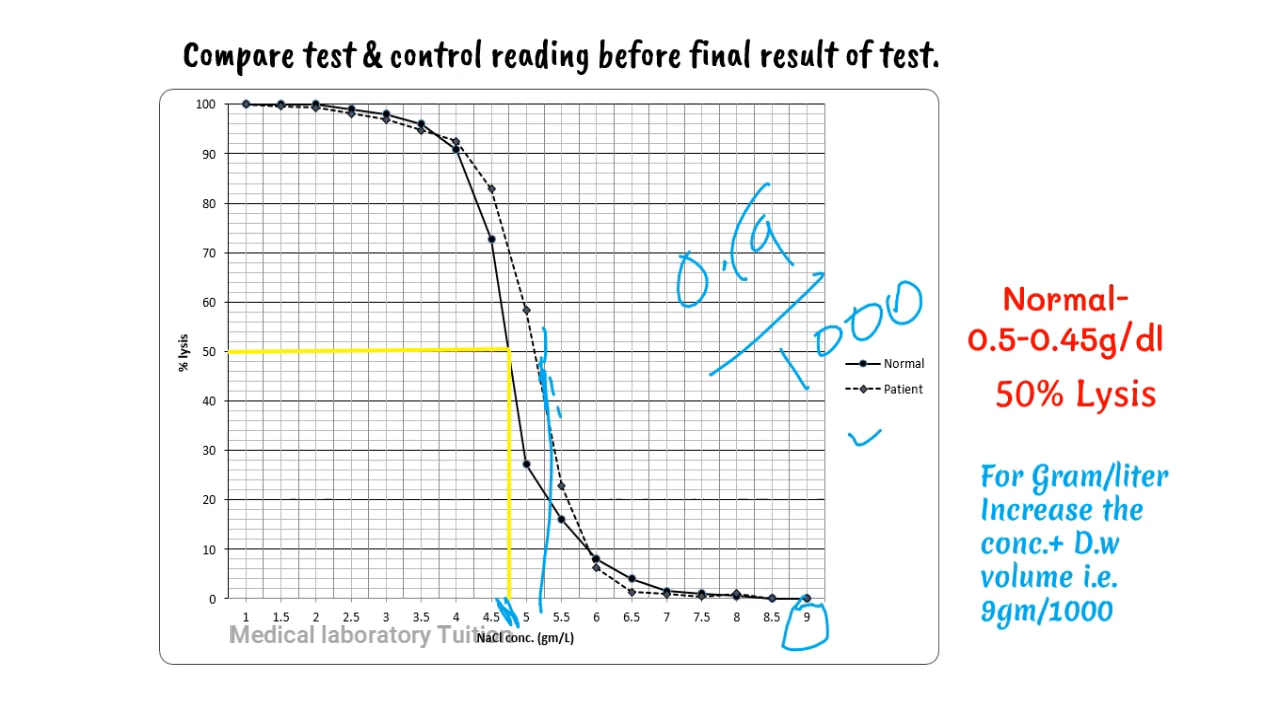 Compare test & control reading before final result of test.
100
90
80
70
60
50
40
30
20
10
0
% lysis
1 1.5 2 2.5 3 3.5 4 4.5 5 5.5 6 6.5 7 7.5 8 8.5 9
Medical laboratory Tuition
NaCl conc. (gm/L)
Normal
Patient
1000
Normal-
0.5-0.45g/dl
50% Lysis
For Gram/liter
Increase the
conc.+ D.w
volume i.e.
9gm/1000